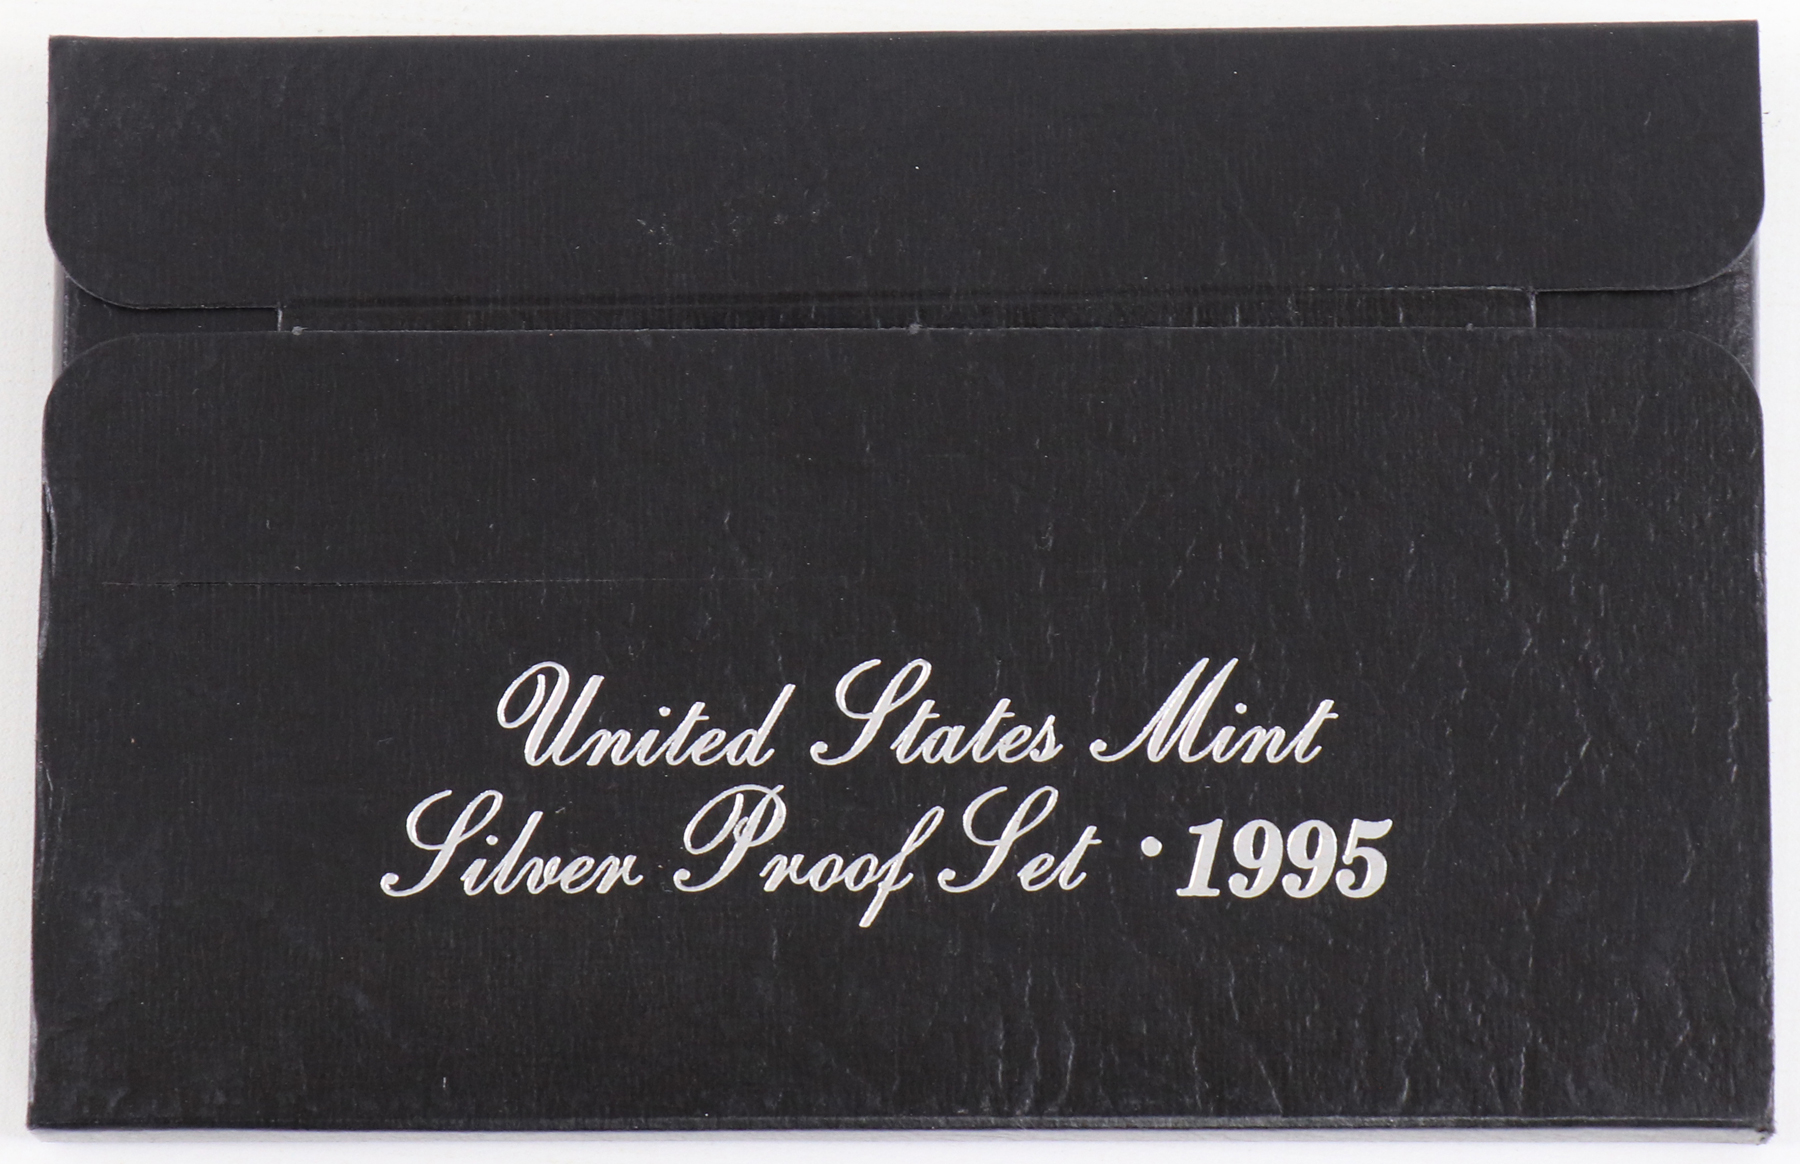 United States Mint
Silver Proof Set · 1995